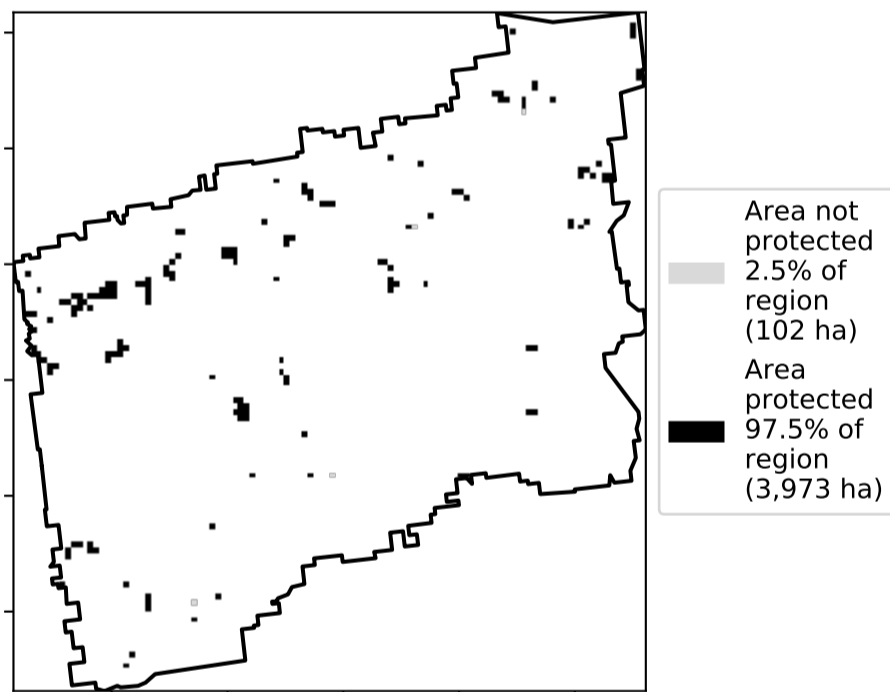 Area not
protected
2.5% of
region
(102 ha)
Area
protected
97.5% of
region
(3,973 ha)